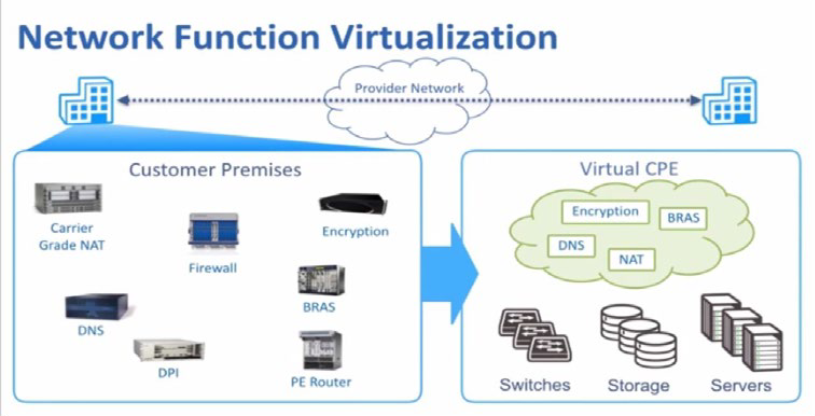 Network Function Virtualization
Provider Network
Customer Premises
Carrier
Grade NAT
Firewall
Encryption
DNS
BRAS
DPI
PE Router
Virtual CPE
Encryption
BRAS
DNS
NAT
Switches
Storage
Servers